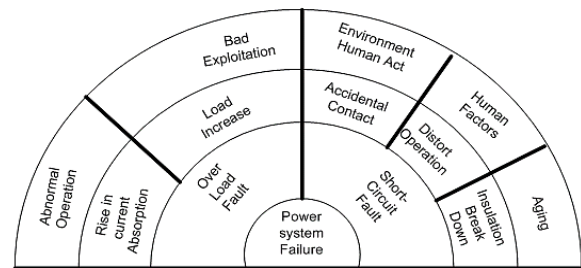 Bad
Exploitation
Environment
Human Act
Load
Increase
Accidental
Contact
Human
Factors
Distort
Operation
Abnormal
Operation
Rise in
current
Absorption
Over
Load
Fault
Short-
Circuit
Fault
Insulation
Break
Down
Aging
Power
system
Failure